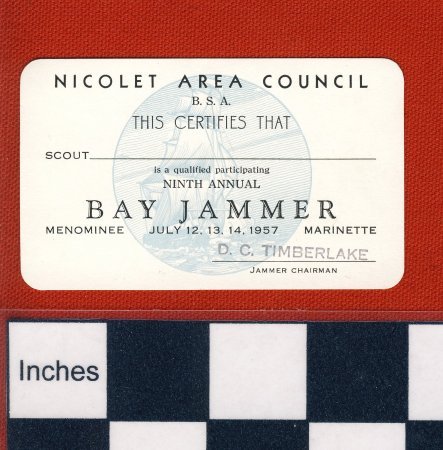 NICOLET AREA COUNCIL
B. S. A.
THIS CERTIFIES THAT
SCOUT
is a qualified participating
NINTH ANNUAL
BAY JAMMER
MENOMINEE JULY 12, 13, 14, 1957 MARINETTE
D. C. TIMBERLAKE
JAMMER CHAIRMAN
Inches